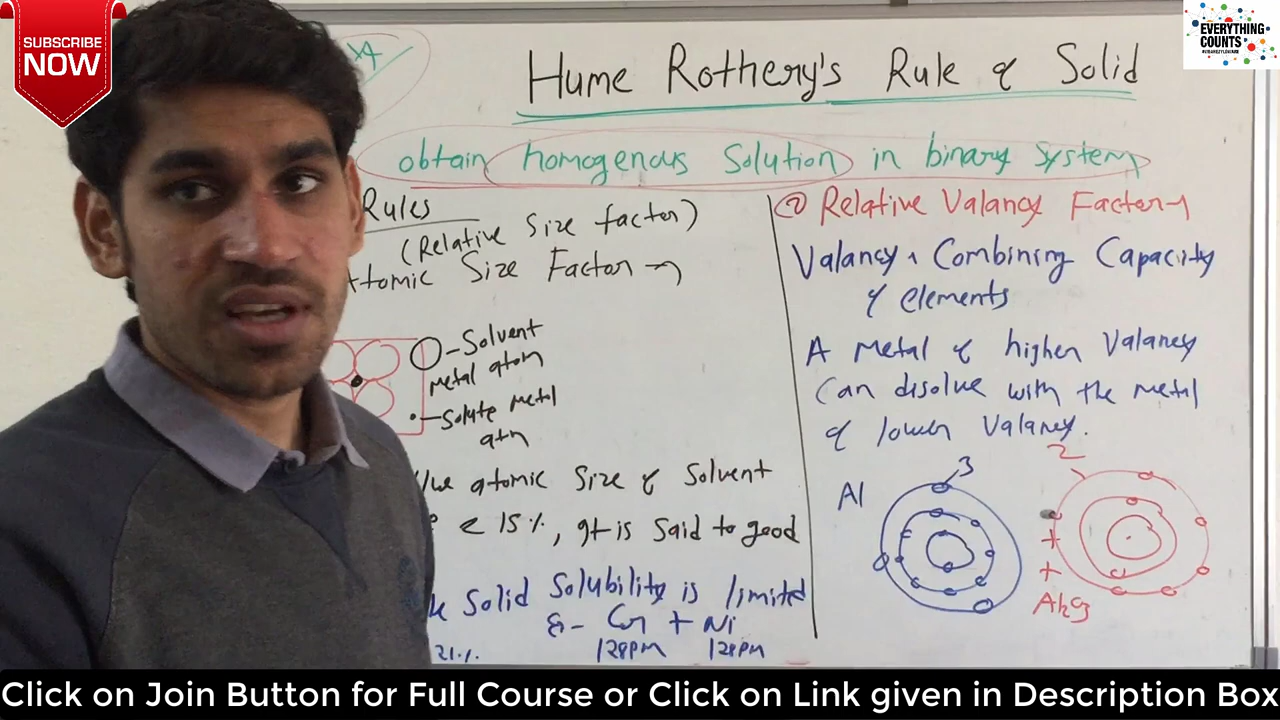 SUBSCRIBE
NOW
EVERYTHING
COUNTS
Hume Rothery's Rule of Solid
obtain homogenous Solution in binary System
Rules
(Relative Size factor)
Atomic Size Factor
Solvent
metal atom
Solute metal
atm
atomic Size of Solvent
< 15%, It is Said to good
Solid Solubility is limited
Cu + Ni
128pm 128pm
21.%
② Relative Valancy Factor
Valancy, Combining Capacity
of elements
A Metal of higher Valancy
Can disolve with the metal
of lower Valancy.
Al
3
2
+
+
Click on Join Button for Full Course or Click on Link given in Description Box